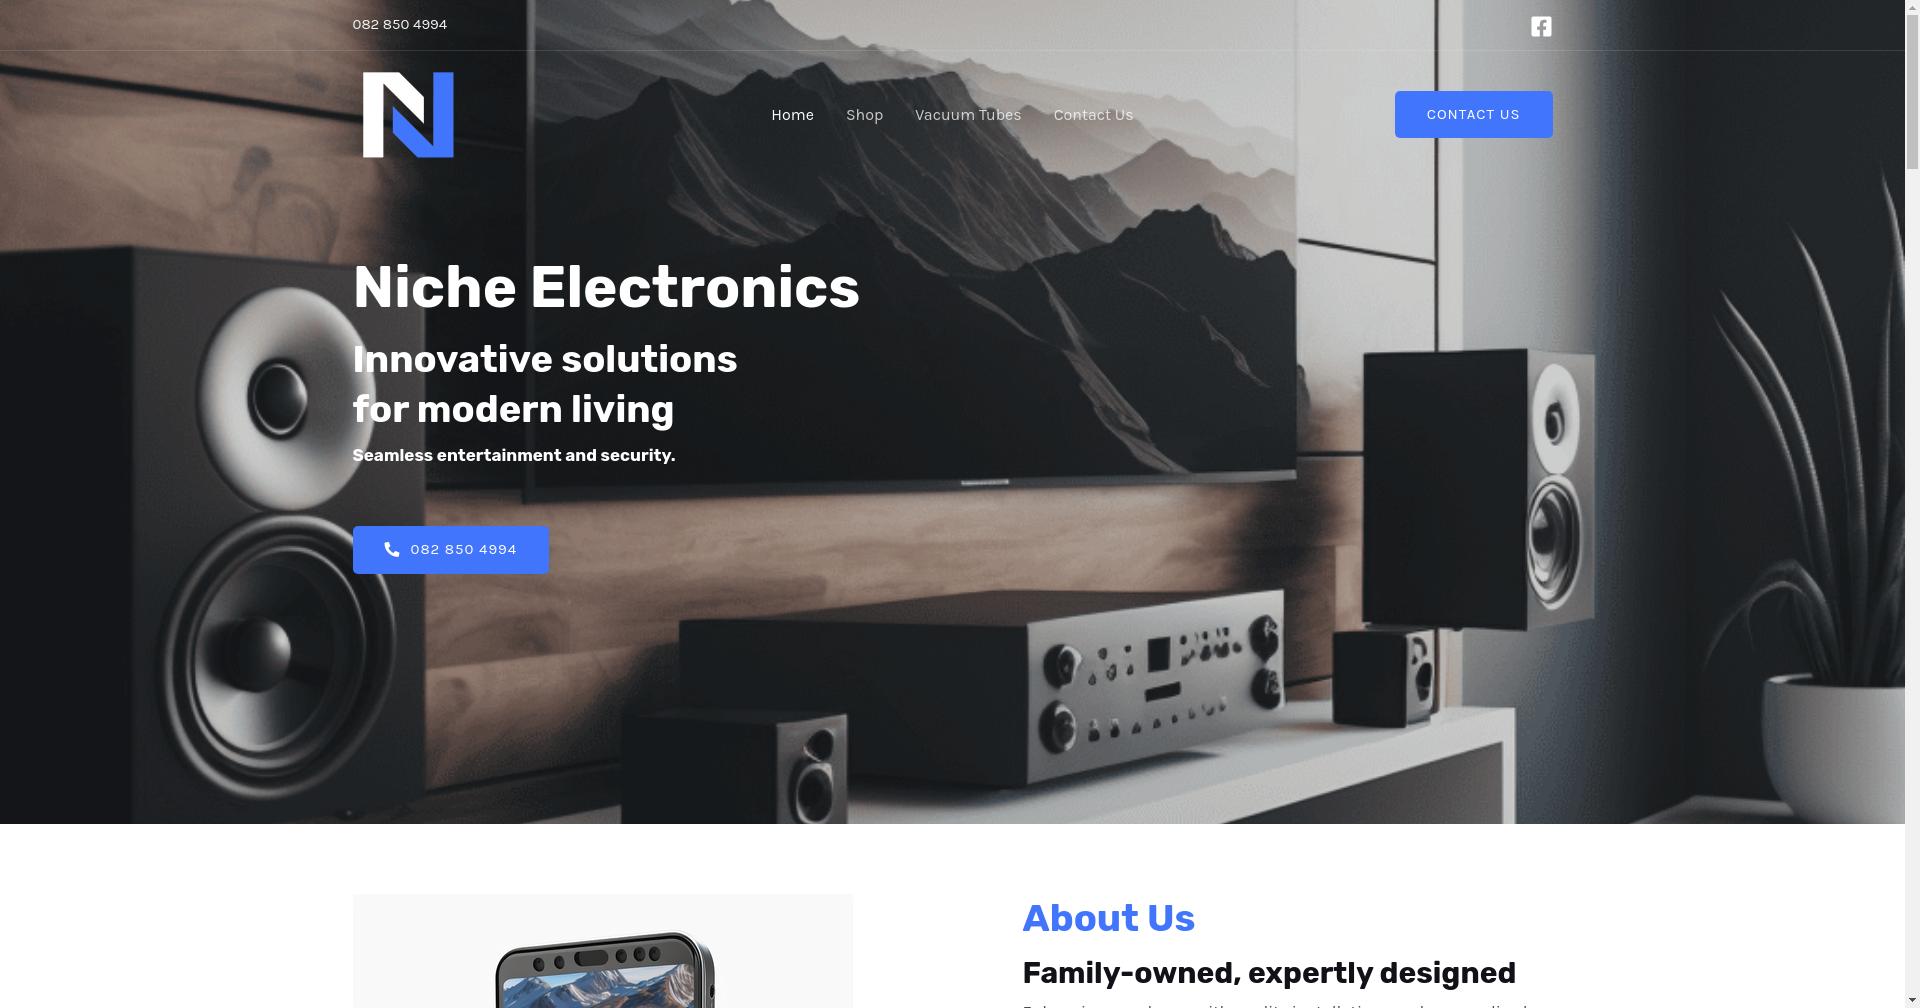 082 850 4994
Home
Shop
Vacuum Tubes
Contact Us
CONTACT US
Niche Electronics
Innovative solutions
for modern living
Seamless entertainment and security.
082 850 4994
About Us
Family-owned, expertly designed